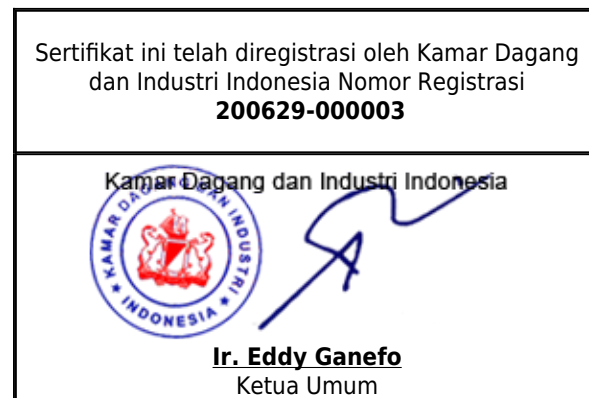 Sertifikat ini telah diregistrasi oleh Kamar Dagang
dan Industri Indonesia Nomor Registrasi
200629-000003
Kamar Dagang dan Industri Indonesia
KAMAR DAGANG DAN INDUSTRI
INDONESIA
Ir. Eddy Ganefo
Ketua Umum